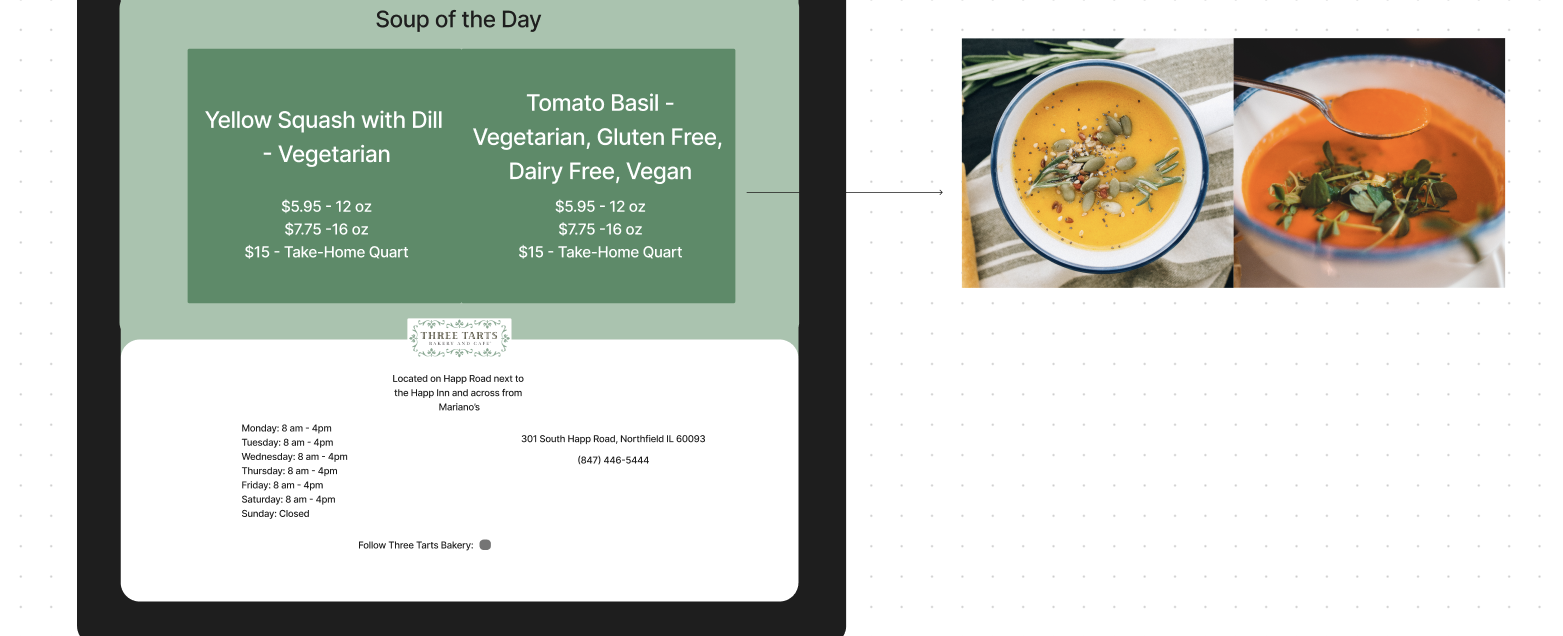 Soup of the Day
Yellow Squash with Dill
- Vegetarian
$5.95 - 12 oz
$7.75 -16 oz
$15 - Take-Home Quart
Tomato Basil -
Vegetarian, Gluten Free,
Dairy Free, Vegan
$5.95 - 12 oz
$7.75 -16 oz
$15 - Take-Home Quart
THREE TARTS
BAKERY AND CAFE
Located on Happ Road next to
the Happ Inn and across from
Mariano's
Monday: 8 am - 4pm
Tuesday: 8 am - 4pm
Wednesday: 8 am - 4pm
Thursday: 8 am - 4pm
Friday: 8 am - 4pm
Saturday: 8 am - 4pm
Sunday: Closed
301 South Happ Road, Northfield IL 60093
(847) 446-5444
Follow Three Tarts Bakery: